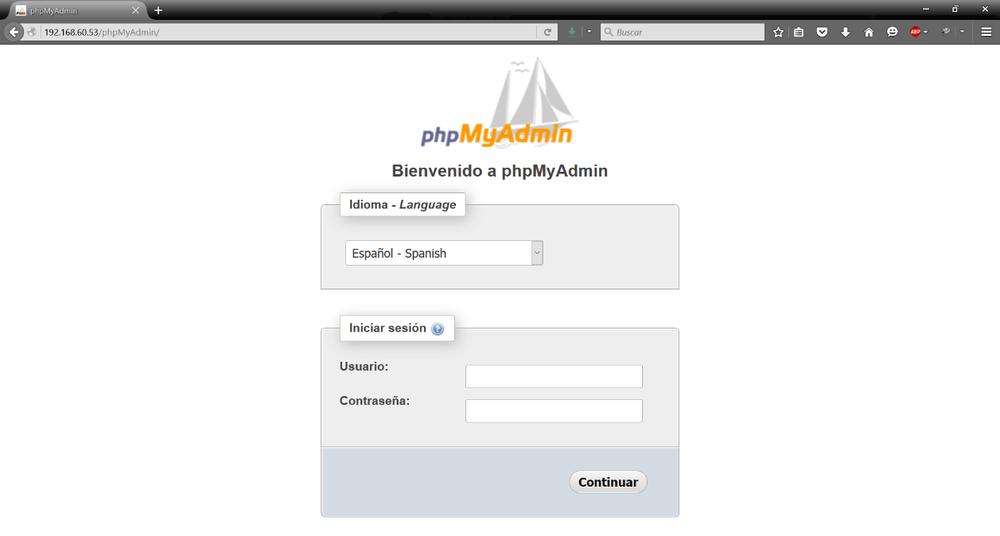 phpMyAdmin
192.168.60.53/phpMyAdmin/
Buscar
ABP
phpMyAdmin
Bienvenido a phpMyAdmin
Idioma - Language
Español - Spanish
Iniciar sesión
Usuario:
Contraseña:
Continuar